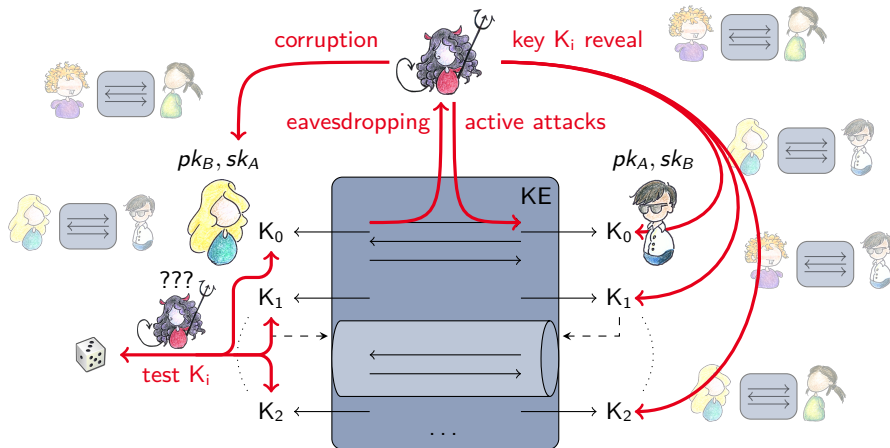 corruption
key Kᵢ reveal
eavesdropping
active attacks
pk_B, sk_A
pk_A, sk_B
KE
K₀
K₀
???
K₁
K₁
test Kᵢ
K₂
K₂
...